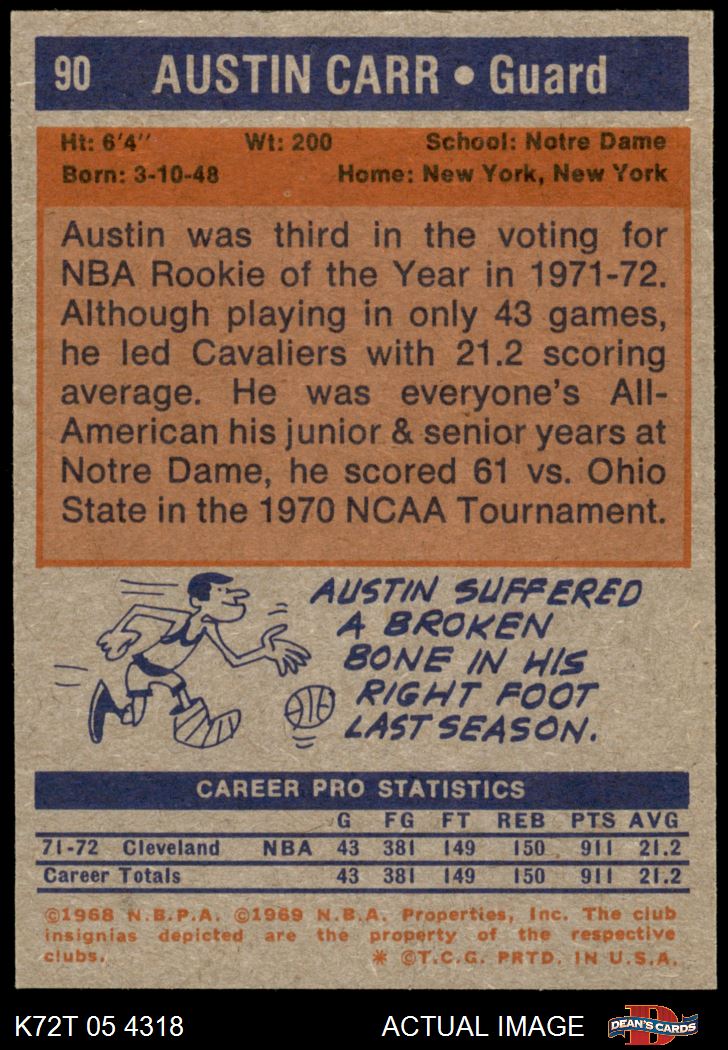 90 AUSTIN CARR • Guard
Ht: 6'4" Wt: 200 School: Notre Dame
Born: 3-10-48 Home: New York, New York
Austin was third in the voting for
NBA Rookie of the Year in 1971-72.
Although playing in only 43 games,
he led Cavaliers with 21.2 scoring
average. He was everyone's All-
American his junior & senior years at
Notre Dame, he scored 61 vs. Ohio
State in the 1970 NCAA Tournament.
AUSTIN SUFFERED
A BROKEN
BONE IN HIS
RIGHT FOOT
LAST SEASON.
CAREER PRO STATISTICS
G FG FT REB PTS AVG
71-72 Cleveland NBA 43 381 149 150 911 21.2
Career Totals 43 381 149 150 911 21.2
©1968 N.B.P.A. ©1969 N.B.A. Properties, Inc. The club
insignias depicted are the property of the respective
clubs. * ©T.C.G. PRTD. IN U.S.A.
K72T 05 4318 ACTUAL IMAGE D DEAN'S CARDS